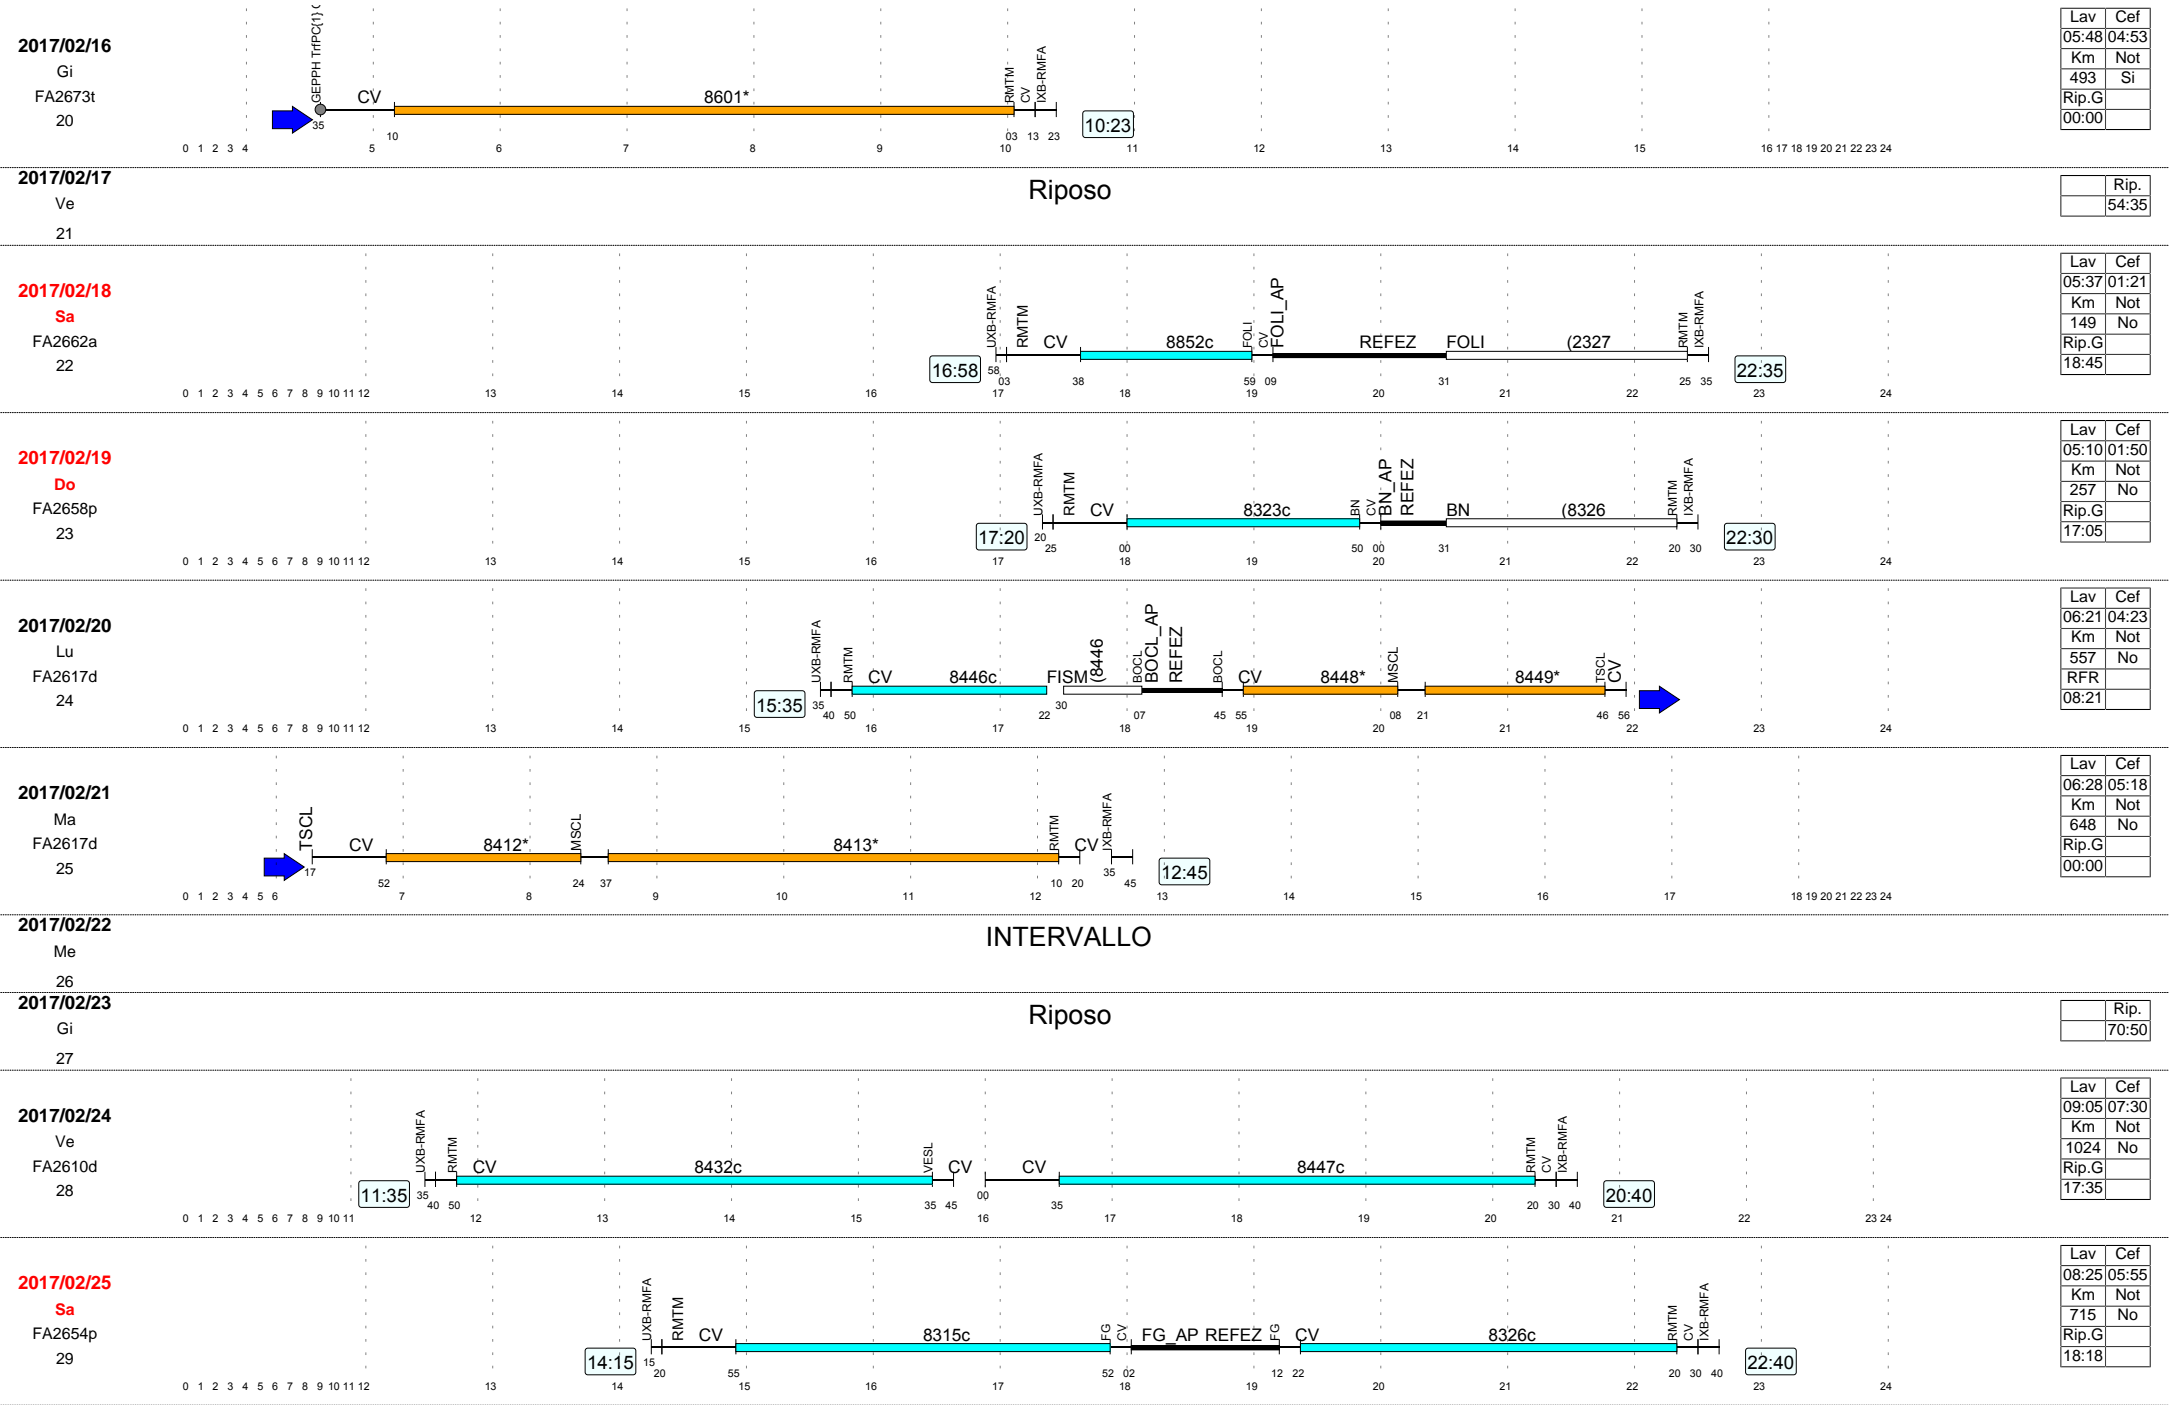 2017/02/16
Gi
FA2673t
20
GEPPH TrfPC{1}
CV 8601* RMTM CV IXB-RMFA
35 10 03 13 23
10:23
0 1 2 3 4 5 6 7 8 9 10 11 12 13 14 15 16 17 18 19 20 21 22 23 24
Lav Cef
05:48 04:53
Km Not
493 Si
Rip.G
00:00
2017/02/17
Ve
21
Riposo
Rip.
54:35
2017/02/18
Sa
FA2662a
22
16:58
UXB-RMFA RMTM CV 8852c FOLI CV FOLI_AP REFEZ FOLI (2327 RMTM IXB-RMFA
58 03 38 59 09 31 25 35
22:35
0 1 2 3 4 5 6 7 8 9 10 11 12 13 14 15 16 17 18 19 20 21 22 23 24
Lav Cef
05:37 01:21
Km Not
149 No
Rip.G
18:45
2017/02/19
Do
FA2658p
23
17:20
UXB-RMFA RMTM CV 8323c BN CV BN_AP REFEZ BN (8326 RMTM IXB-RMFA
20 25 00 50 00 31 20 30
22:30
0 1 2 3 4 5 6 7 8 9 10 11 12 13 14 15 16 17 18 19 20 21 22 23 24
Lav Cef
05:10 01:50
Km Not
257 No
Rip.G
17:05
2017/02/20
Lu
FA2617d
24
15:35
UXB-RMFA RMTM CV 8446c FISM (8446 BOCL BOCL_AP REFEZ BOCL CV 8448* MSCL 8449* TSCL CV
35 40 50 22 30 07 45 55 08 21 46 56
0 1 2 3 4 5 6 7 8 9 10 11 12 13 14 15 16 17 18 19 20 21 22 23 24
Lav Cef
06:21 04:23
Km Not
557 No
RFR
08:21
2017/02/21
Ma
FA2617d
25
TSCL CV 8412* MSCL 8413* RMTM CV IXB-RMFA
17 52 24 37 10 20 35 45
12:45
0 1 2 3 4 5 6 7 8 9 10 11 12 13 14 15 16 17 18 19 20 21 22 23 24
Lav Cef
06:28 05:18
Km Not
648 No
Rip.G
00:00
2017/02/22
Me
26
INTERVALLO
2017/02/23
Gi
27
Riposo
Rip.
70:50
2017/02/24
Ve
FA2610d
28
11:35
UXB-RMFA RMTM CV 8432c VESL CV CV 8447c RMTM CV IXB-RMFA
35 40 50 35 45 00 35 20 30 40
20:40
0 1 2 3 4 5 6 7 8 9 10 11 12 13 14 15 16 17 18 19 20 21 22 23 24
Lav Cef
09:05 07:30
Km Not
1024 No
Rip.G
17:35
2017/02/25
Sa
FA2654p
29
14:15
UXB-RMFA RMTM CV 8315c FG CV FG_AP REFEZ FG CV 8326c RMTM CV IXB-RMFA
15 20 55 52 02 12 22 20 30 40
22:40
0 1 2 3 4 5 6 7 8 9 10 11 12 13 14 15 16 17 18 19 20 21 22 23 24
Lav Cef
08:25 05:55
Km Not
715 No
Rip.G
18:18